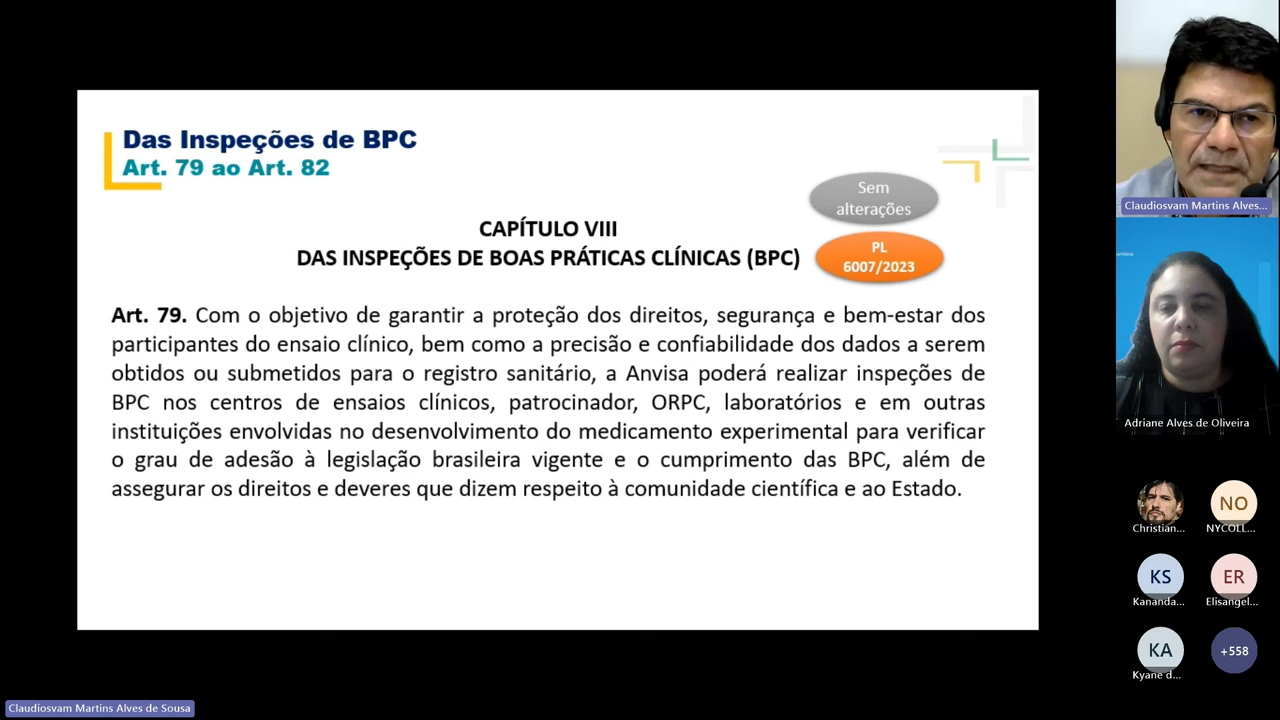 Das Inspeções de BPC
Art. 79 ao Art. 82
Sem
alterações
CAPÍTULO VIII
DAS INSPEÇÕES DE BOAS PRÁTICAS CLÍNICAS (BPC)
PL
6007/2023
Art. 79. Com o objetivo de garantir a proteção dos direitos, segurança e bem-estar dos
participantes do ensaio clínico, bem como a precisão e confiabilidade dos dados a serem
obtidos ou submetidos para o registro sanitário, a Anvisa poderá realizar inspeções de
BPC nos centros de ensaios clínicos, patrocinador, ORPC, laboratórios e em outras
instituições envolvidas no desenvolvimento do medicamento experimental para verificar
o grau de adesão à legislação brasileira vigente e o cumprimento das BPC, além de
assegurar os direitos e deveres que dizem respeito à comunidade científica e ao Estado.
Claudiosvam Martins Alves...
Adriane Alves de Oliveira
Christian...
NO
NYCOLL...
KS
Kananda...
ER
Elisangel...
KA
Kyane d...
+558
Claudiosvam Martins Alves de Sousa